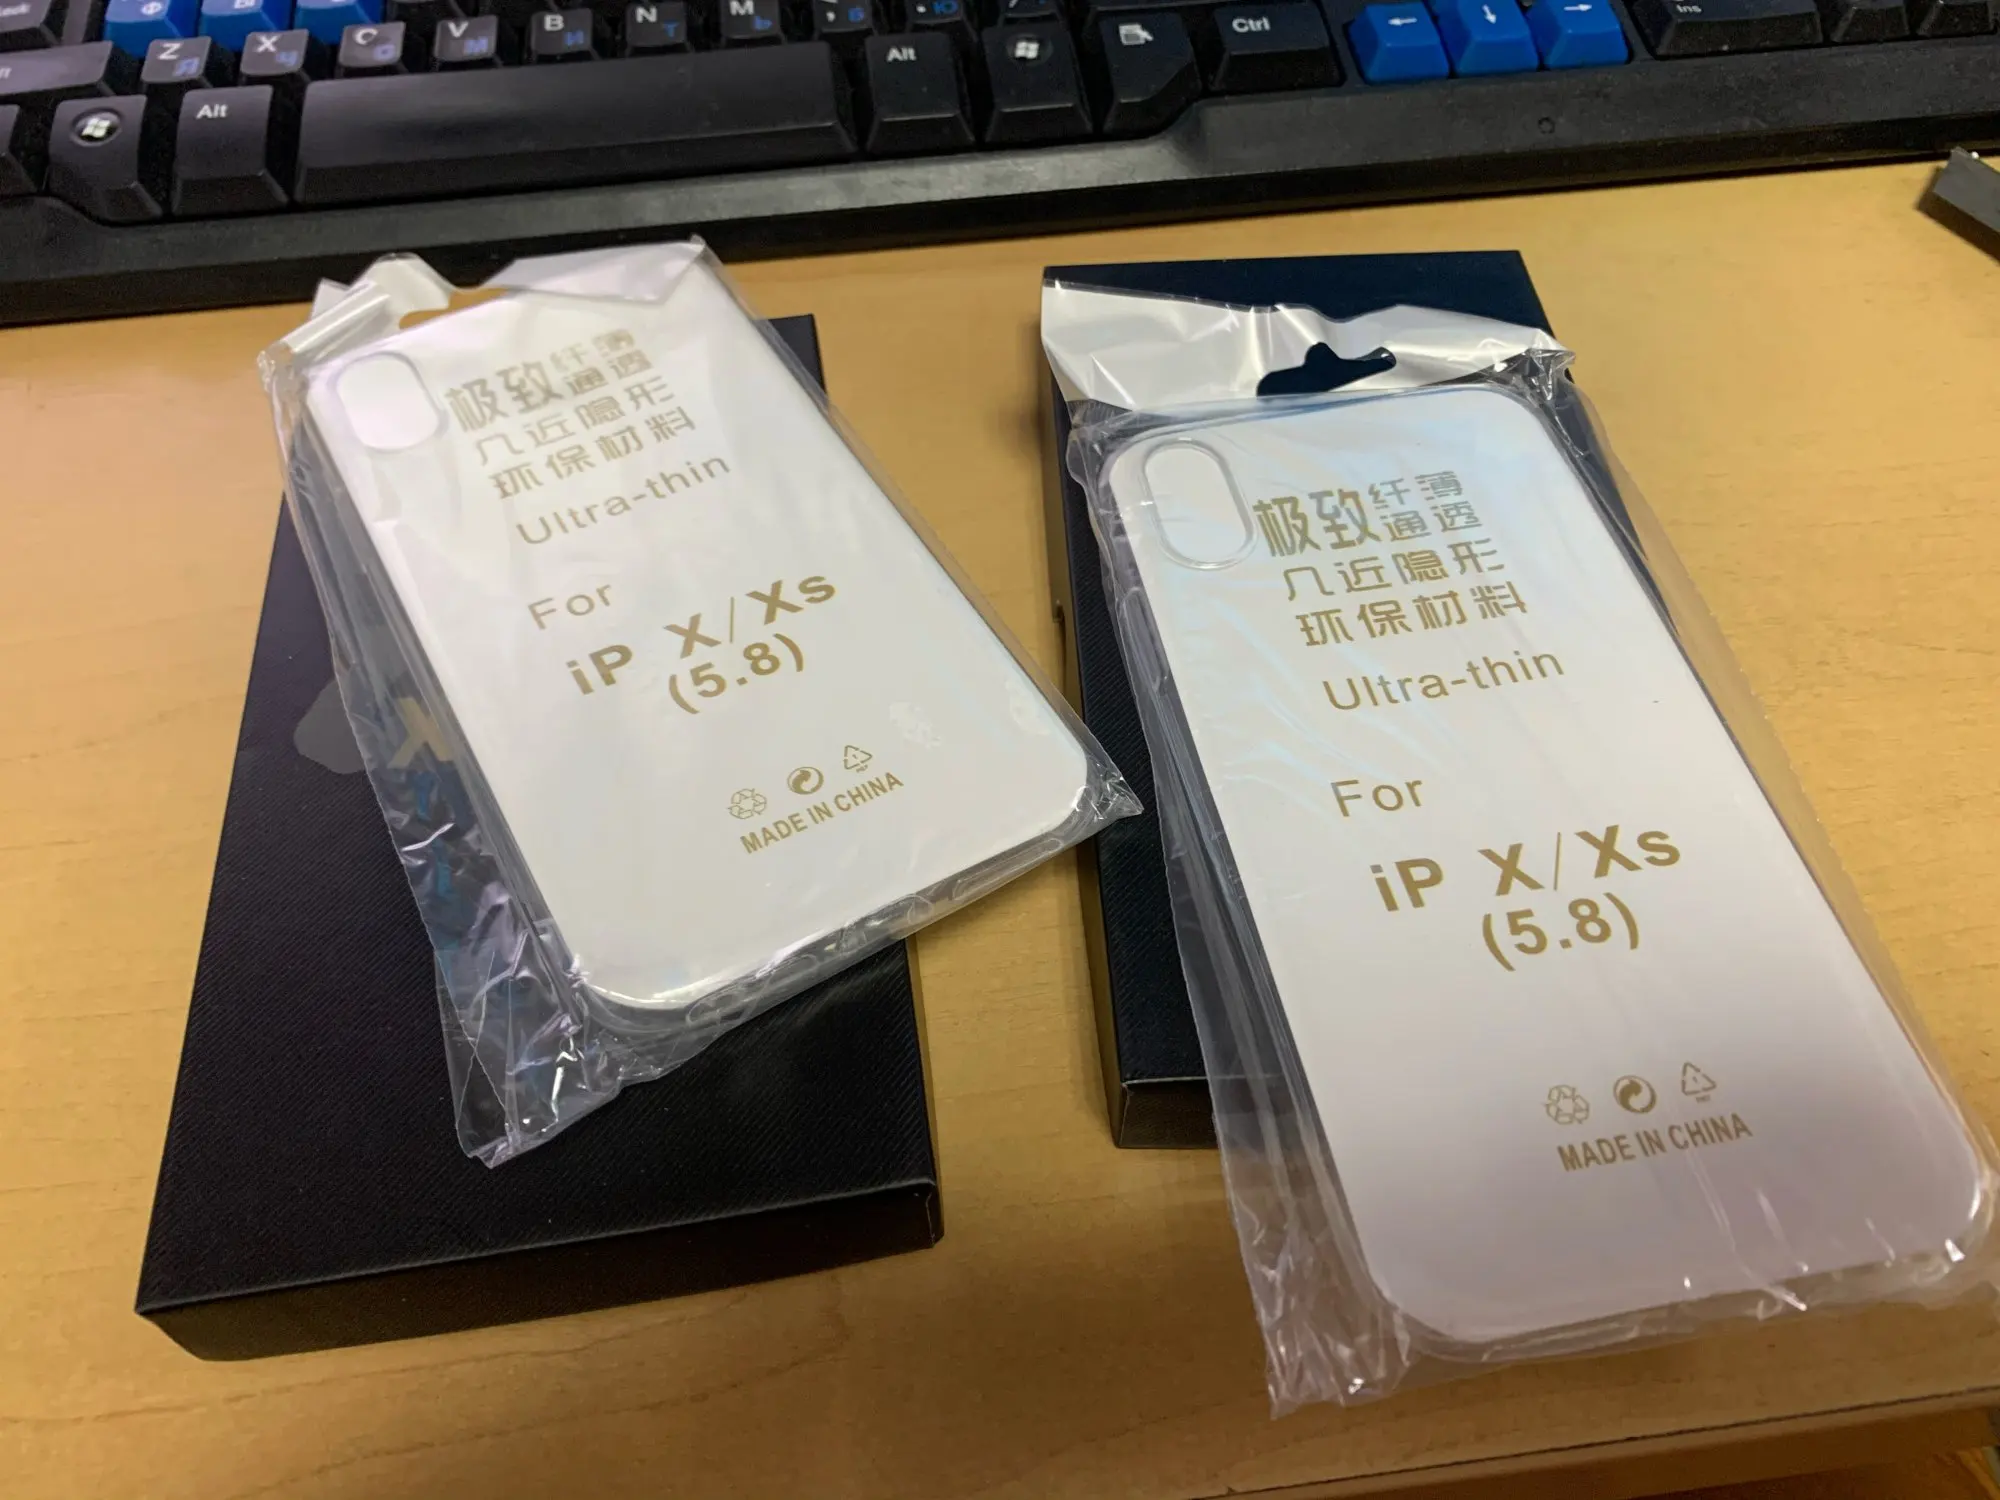 Z Я X Ч C С V М B И N Т M Ь Б Ю
Alt
Alt
Ctrl
Ins
极致纤薄
通透
几近隐形
环保材料
Ultra-thin
For
iP X/Xs
(5.8)
MADE IN CHINA
极致纤薄
通透
几近隐形
环保材料
Ultra-thin
For
iP X/Xs
(5.8)
MADE IN CHINA